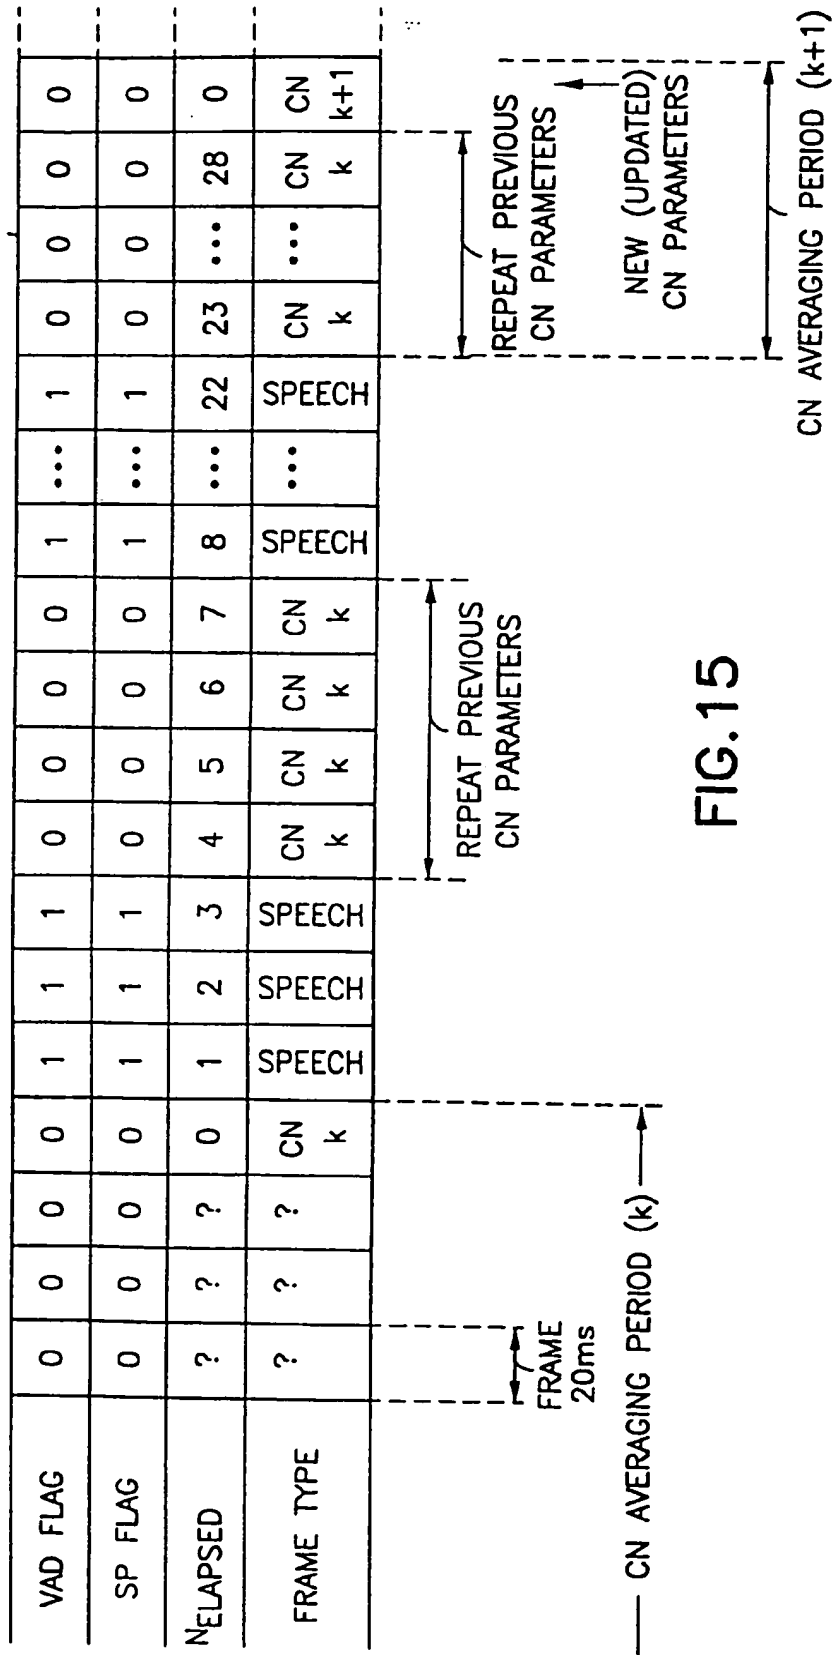 VAD FLAG 0 0 0 0 1 1 1 0 0 0 0 1 ... 1 0 0 0 0
SP FLAG 0 0 0 0 1 1 1 0 0 0 0 1 ... 1 0 0 0 0
NELAPSED ? ? ? 0 1 2 3 4 5 6 7 8 ... 22 23 ... 28 0
FRAME TYPE ? ? ? CN k SPEECH SPEECH SPEECH CN k CN k CN k CN k SPEECH ... SPEECH CN k ... CN k CN k+1
FRAME
20ms
REPEAT PREVIOUS
CN PARAMETERS
REPEAT PREVIOUS
CN PARAMETERS
NEW (UPDATED)
CN PARAMETERS
CN AVERAGING PERIOD (k)
CN AVERAGING PERIOD (k+1)
FIG.15